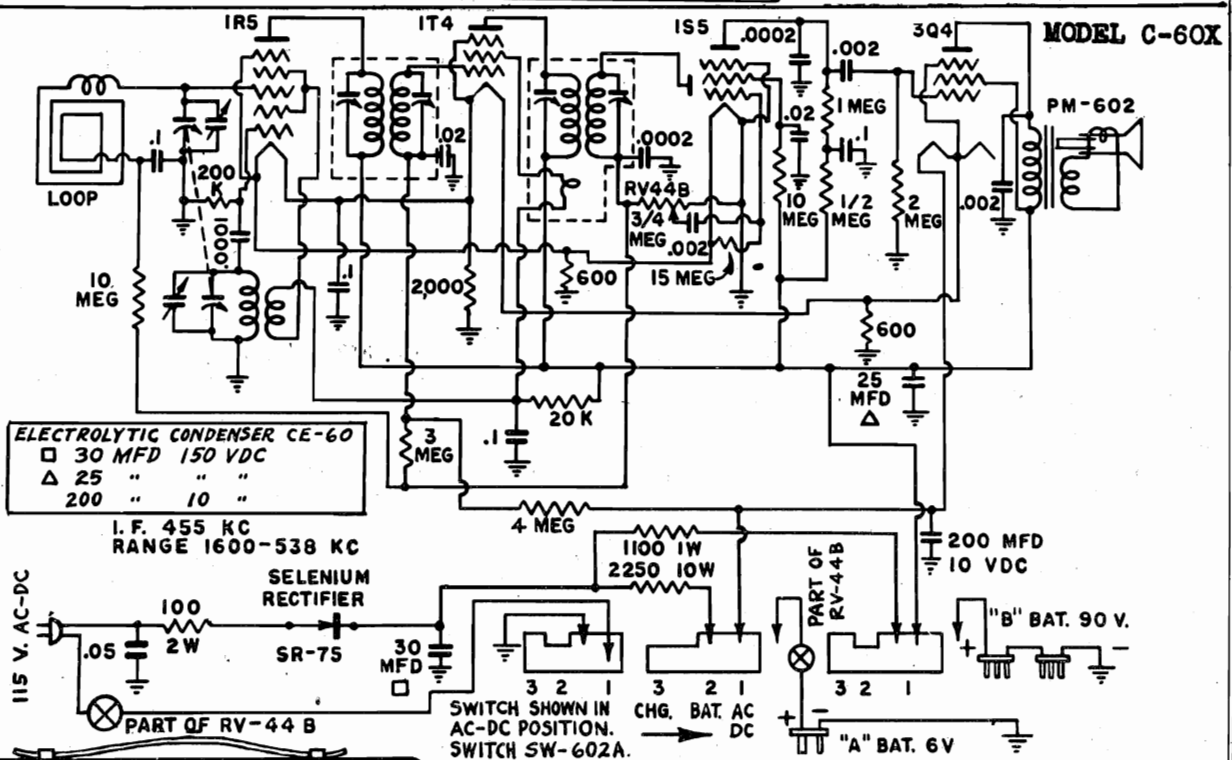 1R5
1T4
1S5
3Q4
MODEL C-60X
.0002
.002
PM-602
1 MEG
.1
.02
.02
.0002
.1
LOOP
200
K
RV44B
3/4
MEG
.002
10
MEG
1/2
MEG
2
MEG
.002
.0001
10
MEG
.1
2,000
600
15 MEG
600
25
MFD
△
20 K
.1
3
MEG
ELECTROLYTIC CONDENSER CE-60
□ 30 MFD 150 VDC
△ 25 " " "
200 " 10 "
I.F. 455 KC
RANGE 1600-538 KC
4 MEG
1100 1W
2250 10W
PART OF
RV-44B
200 MFD
10 VDC
115 V. AC-DC
100
2W
SELENIUM
RECTIFIER
SR-75
.05
30
MFD
□
"B" BAT. 90 V.
+ -
3 2 1
3 2 1
3 2 1
PART OF RV-44B
SWITCH SHOWN IN
AC-DC POSITION.
SWITCH SW-602A.
CHG. BAT. AC
DC
+ -
"A" BAT. 6V